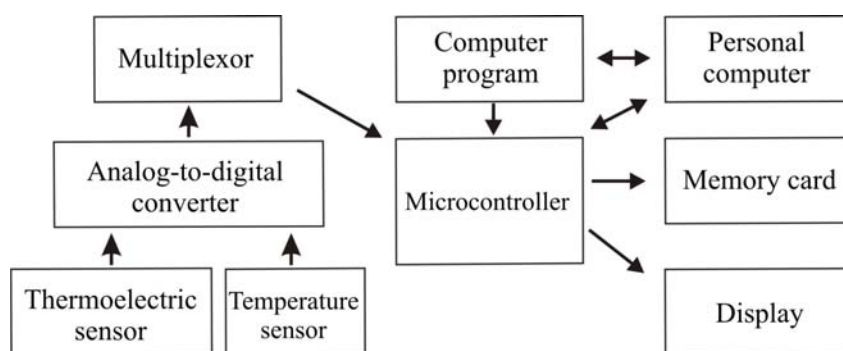 Multiplexor
Computer
program
Personal
computer
Analog-to-digital
converter
Microcontroller
Memory card
Thermoelectric
sensor
Temperature
sensor
Display